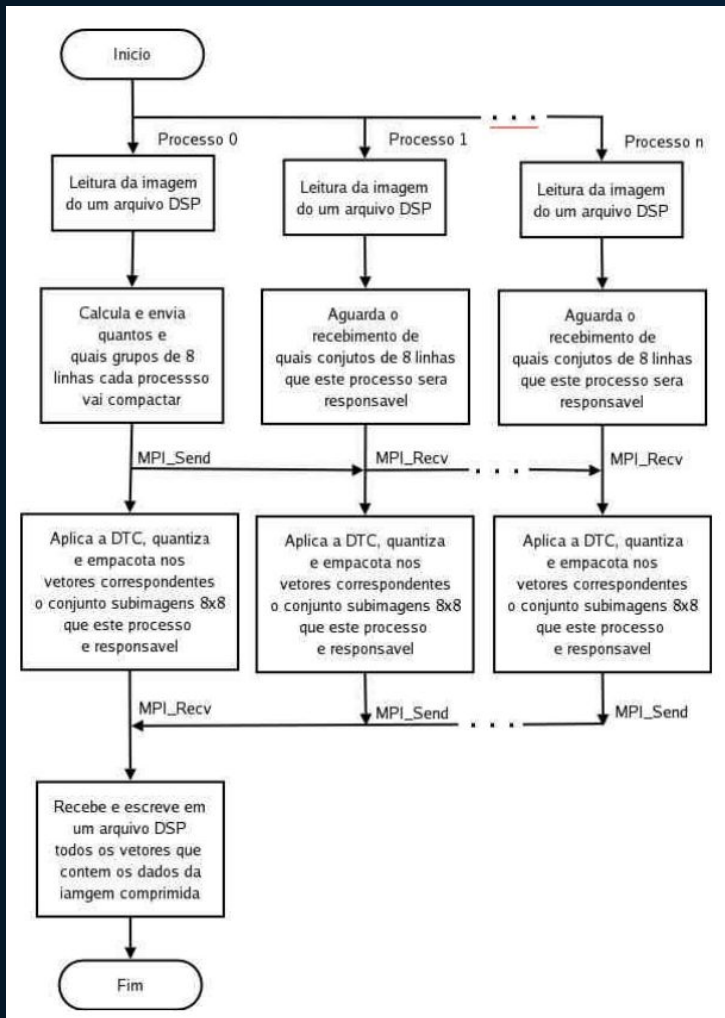 Inicio
Processo 0
Processo 1
. . .
Processo n
Leitura da imagem
do um arquivo DSP
Leitura da imagem
do um arquivo DSP
Leitura da imagem
do um arquivo DSP
Calcula e envia
quantos e
quais grupos de 8
linhas cada processso
vai compactar
Aguarda o
recebimento de
quais conjutos de 8 linhas
que este processo sera
responsavel
Aguarda o
recebimento de
quais conjutos de 8 linhas
que este processo sera
responsavel
MPI_Send
MPI_Recv
. . .
MPI_Recv
Aplica a DTC, quantiza
e empacota nos
vetores correspondentes
o conjunto subimagens 8x8
que este processo
e responsavel
Aplica a DTC, quantiza
e empacota nos
vetores correspondentes
o conjunto subimagens 8x8
que este processo
e responsavel
Aplica a DTC, quantiza
e empacota nos
vetores correspondentes
o conjunto subimagens 8x8
que este processo
e responsavel
MPI_Recv
MPI_Send
. . .
MPI_Send
Recebe e escreve em
um arquivo DSP
todos os vetores que
contem os dados da
iamgem comprimida
Fim